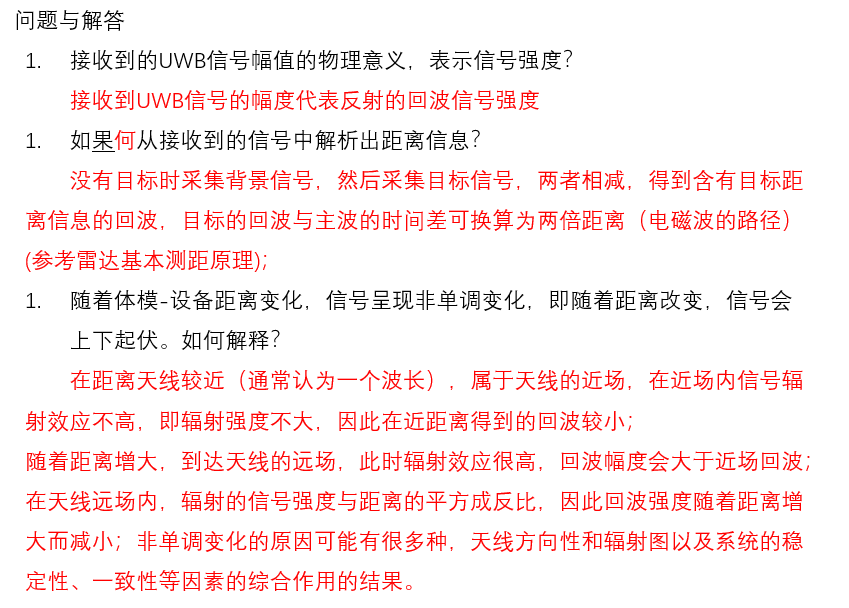 问题与解答
1. 接收到的UWB信号幅值的物理意义，表示信号强度？
接收到UWB信号的幅度代表反射的回波信号强度
1. 如果何从接收到的信号中解析出距离信息？
没有目标时采集背景信号，然后采集目标信号，两者相减，得到含有目标距
离信息的回波，目标的回波与主波的时间差可换算为两倍距离（电磁波的路径）
(参考雷达基本测距原理)；
1. 随着体模-设备距离变化，信号呈现非单调变化，即随着距离改变，信号会
上下起伏。如何解释？
在距离天线较近（通常认为一个波长），属于天线的近场，在近场内信号辐
射效应不高，即辐射强度不大，因此在近距离得到的回波较小；
随着距离增大，到达天线的远场，此时辐射效应很高，回波幅度会大于近场回波；
在天线远场内，辐射的信号强度与距离的平方成反比，因此回波强度随着距离增
大而减小；非单调变化的原因可能有很多种，天线方向性和辐射图以及系统的稳
定性、一致性等因素的综合作用的结果。